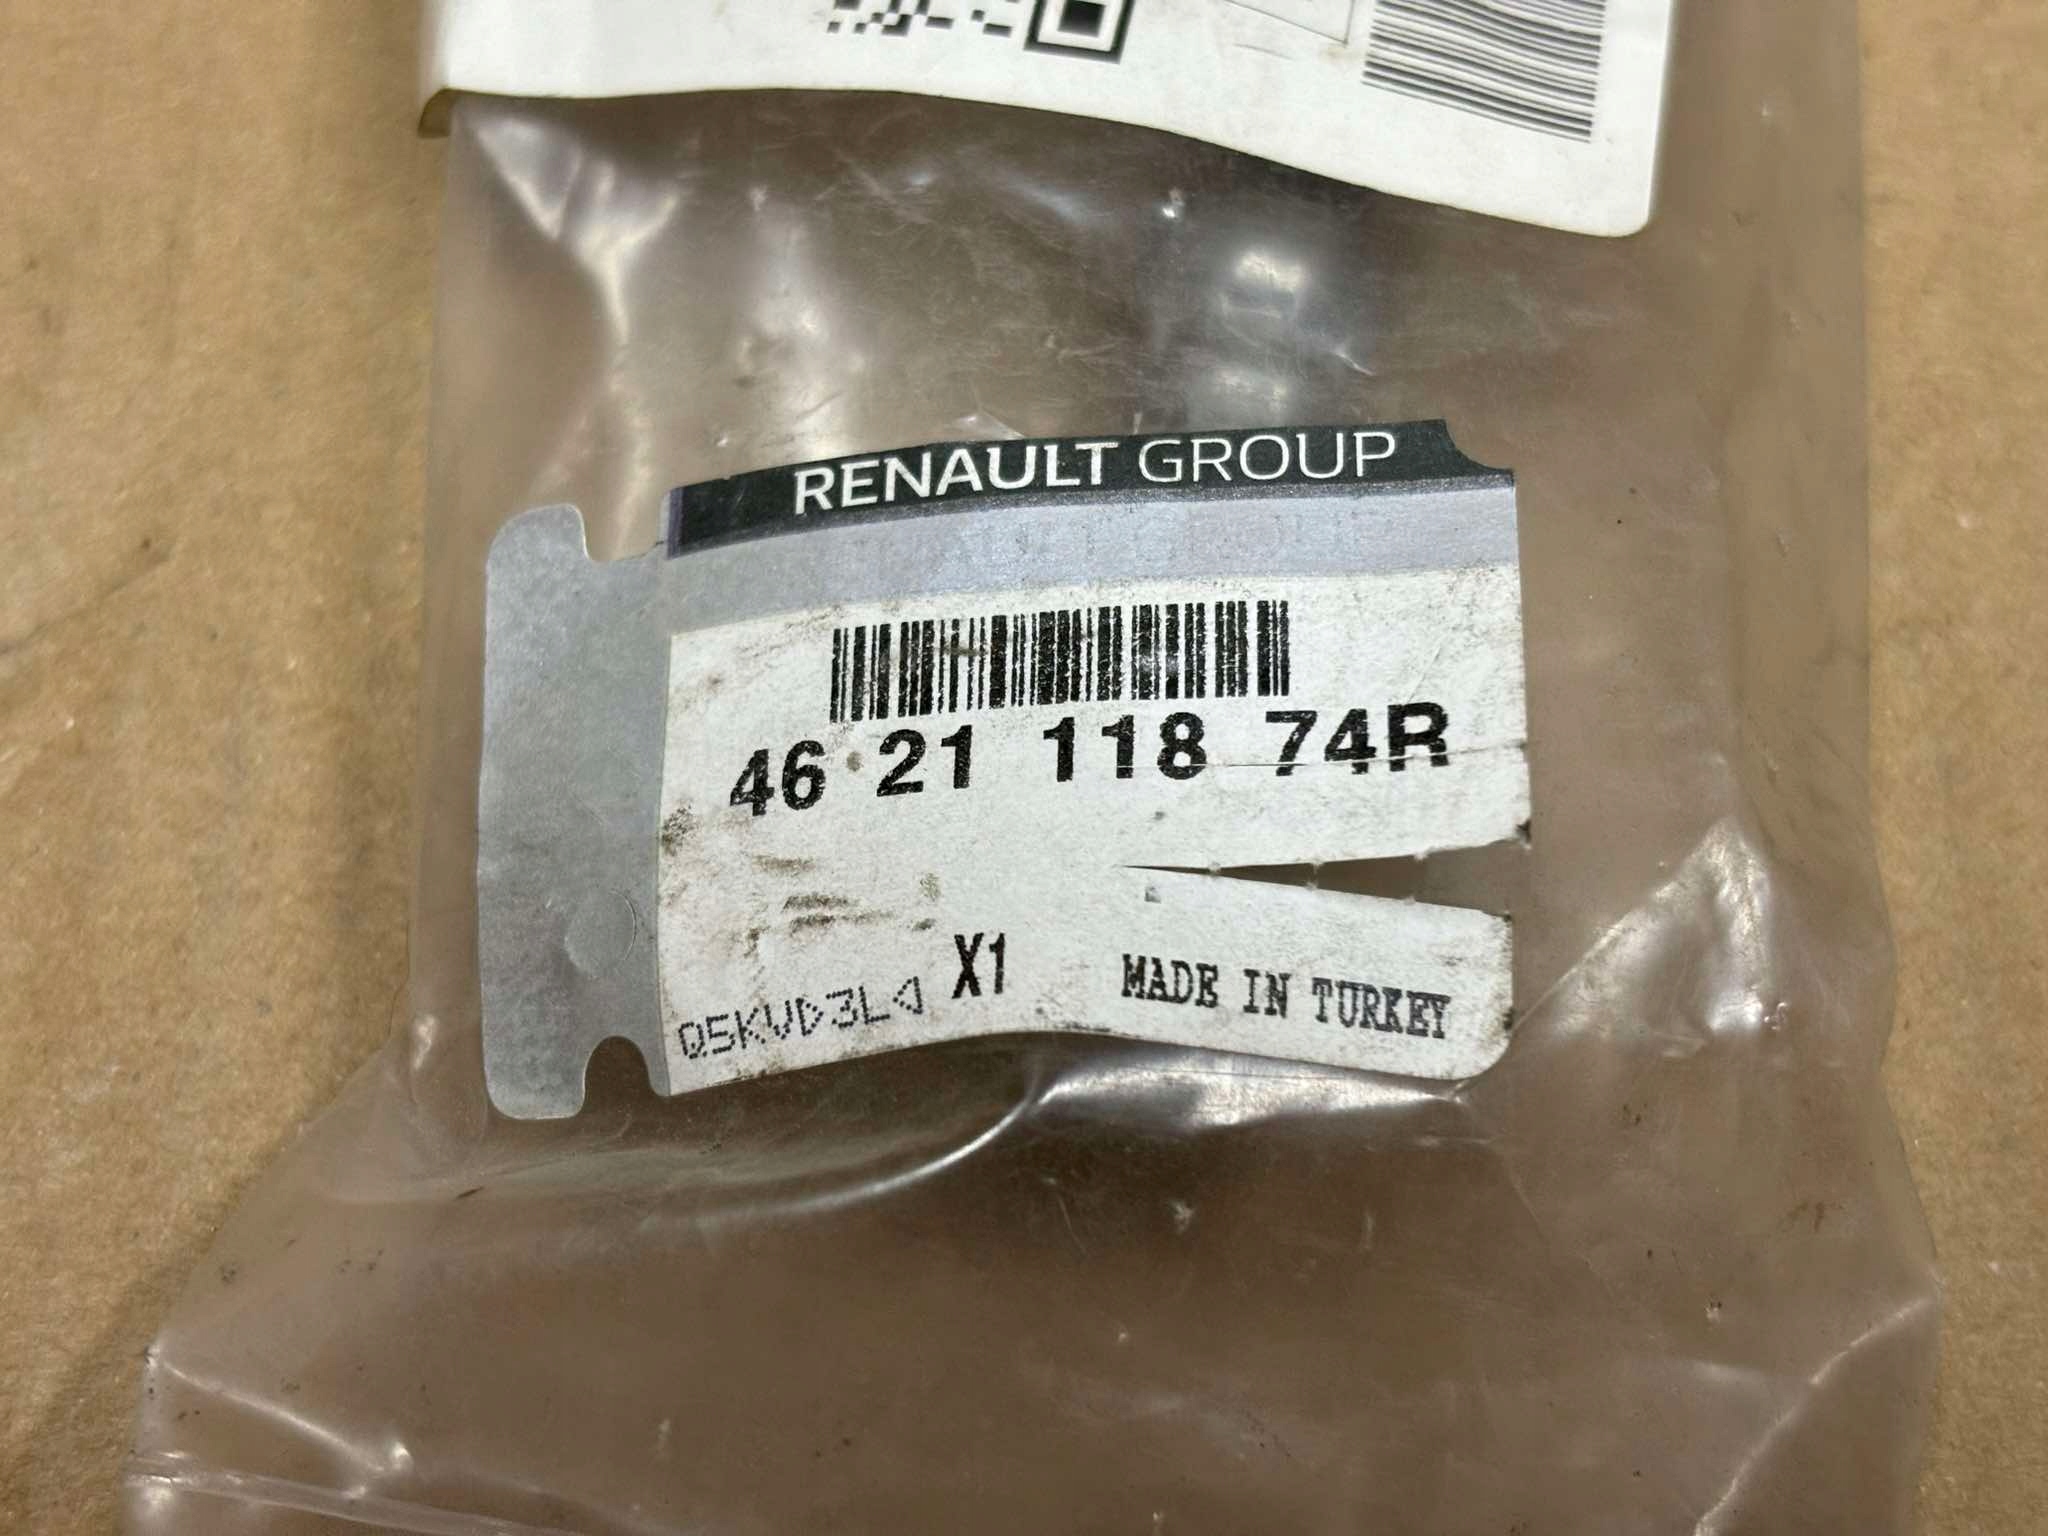 RENAULT GROUP
46 21 118 74R
X1
Q5KVD3L
MADE IN TURKEY